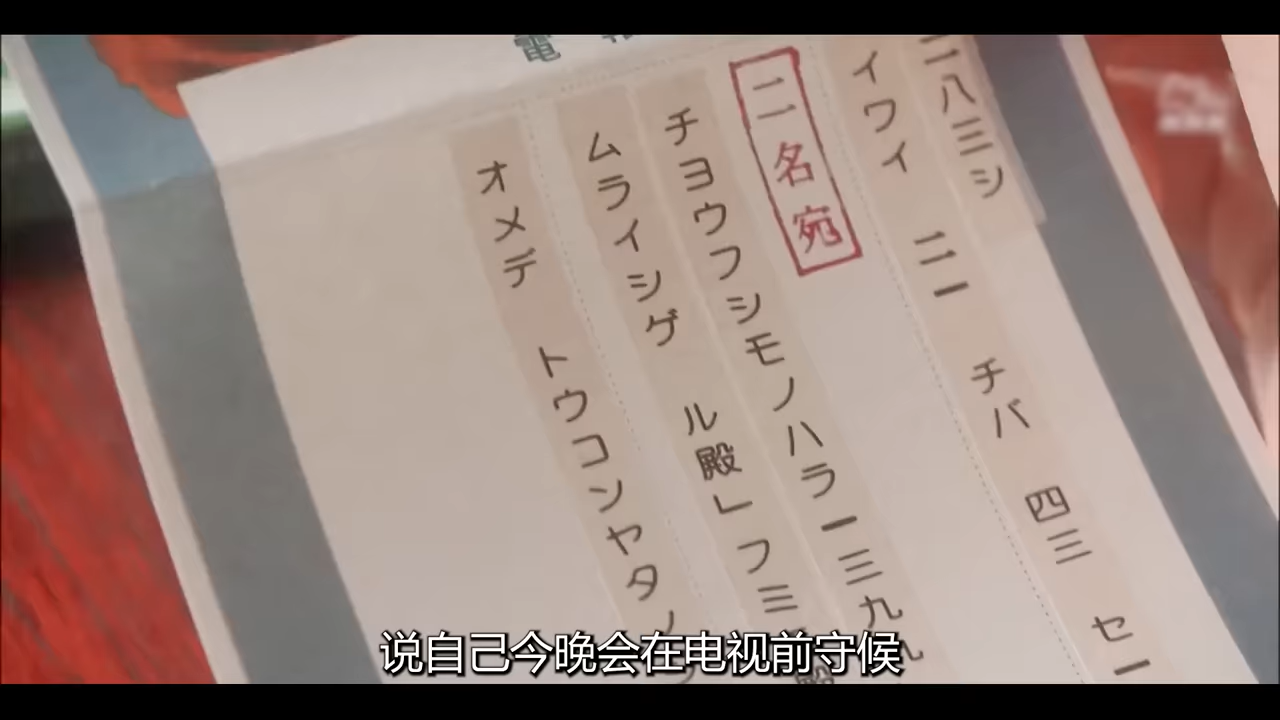 電
二八三シ
イワイ 二一 チバ 四三 セ一
二名宛
チヨウフシモノハラ一三九
ムライシゲ ル殿」フミ
オメデ トウコンヤタノ
说自己今晚会在电视前守候